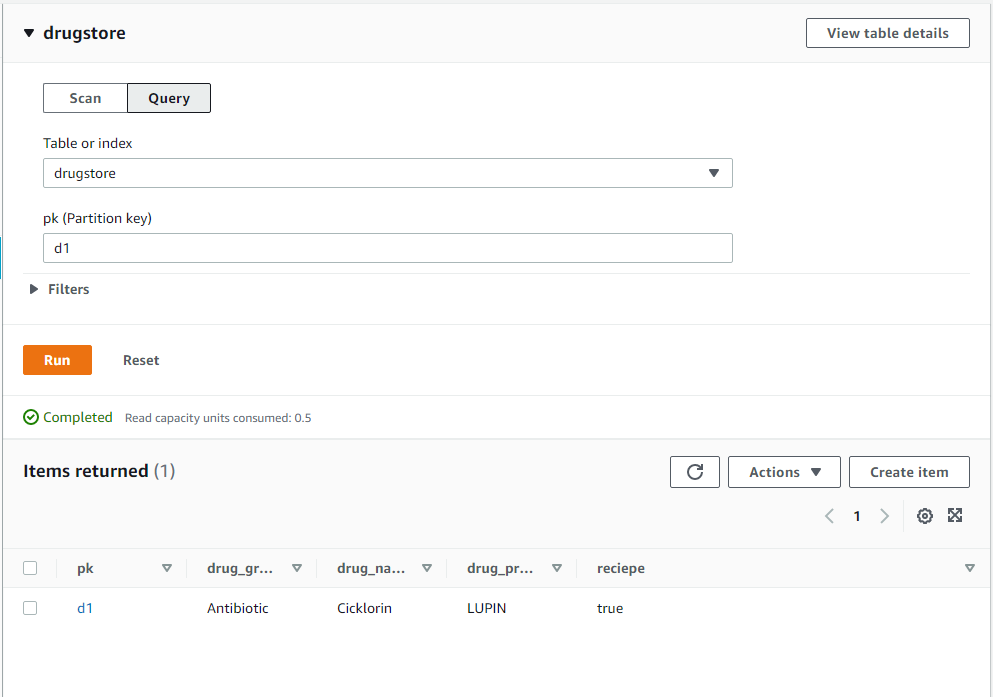 drugstore
View table details
Scan
Query
Table or index
drugstore
pk (Partition key)
d1
Filters
Run
Reset
Completed
Read capacity units consumed: 0.5
Items returned (1)
Actions
Create item
1
pk drug_gr... drug_na... drug_pr... reciepe
d1 Antibiotic Cicklorin LUPIN true